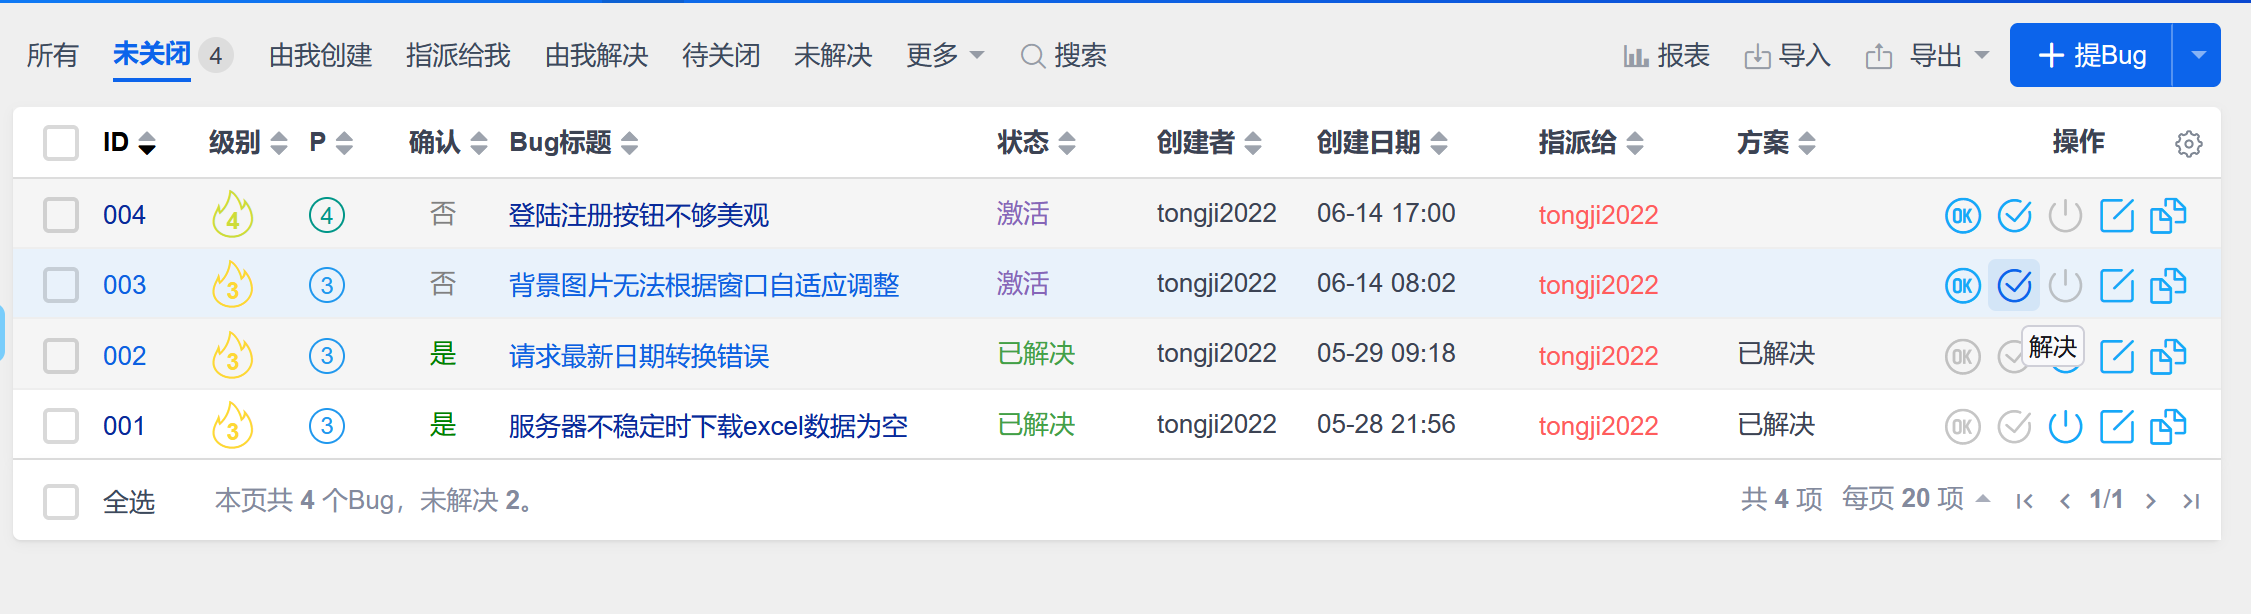 所有 未关闭 4 由我创建 指派给我 由我解决 待关闭 未解决 更多 搜索 报表 导入 导出 提Bug
ID 级别 P 确认 Bug标题 状态 创建者 创建日期 指派给 方案 操作
004 4 4 否 登陆注册按钮不够美观 激活 tongji2022 06-14 17:00 tongji2022 OK
003 3 3 否 背景图片无法根据窗口自适应调整 激活 tongji2022 06-14 08:02 tongji2022 OK
002 3 3 是 请求最新日期转换错误 已解决 tongji2022 05-29 09:18 tongji2022 已解决 OK 解决
001 3 3 是 服务器不稳定时下载excel数据为空 已解决 tongji2022 05-28 21:56 tongji2022 已解决 OK
全选 本页共 4 个Bug，未解决 2。 共 4 项 每页 20 项 1/1